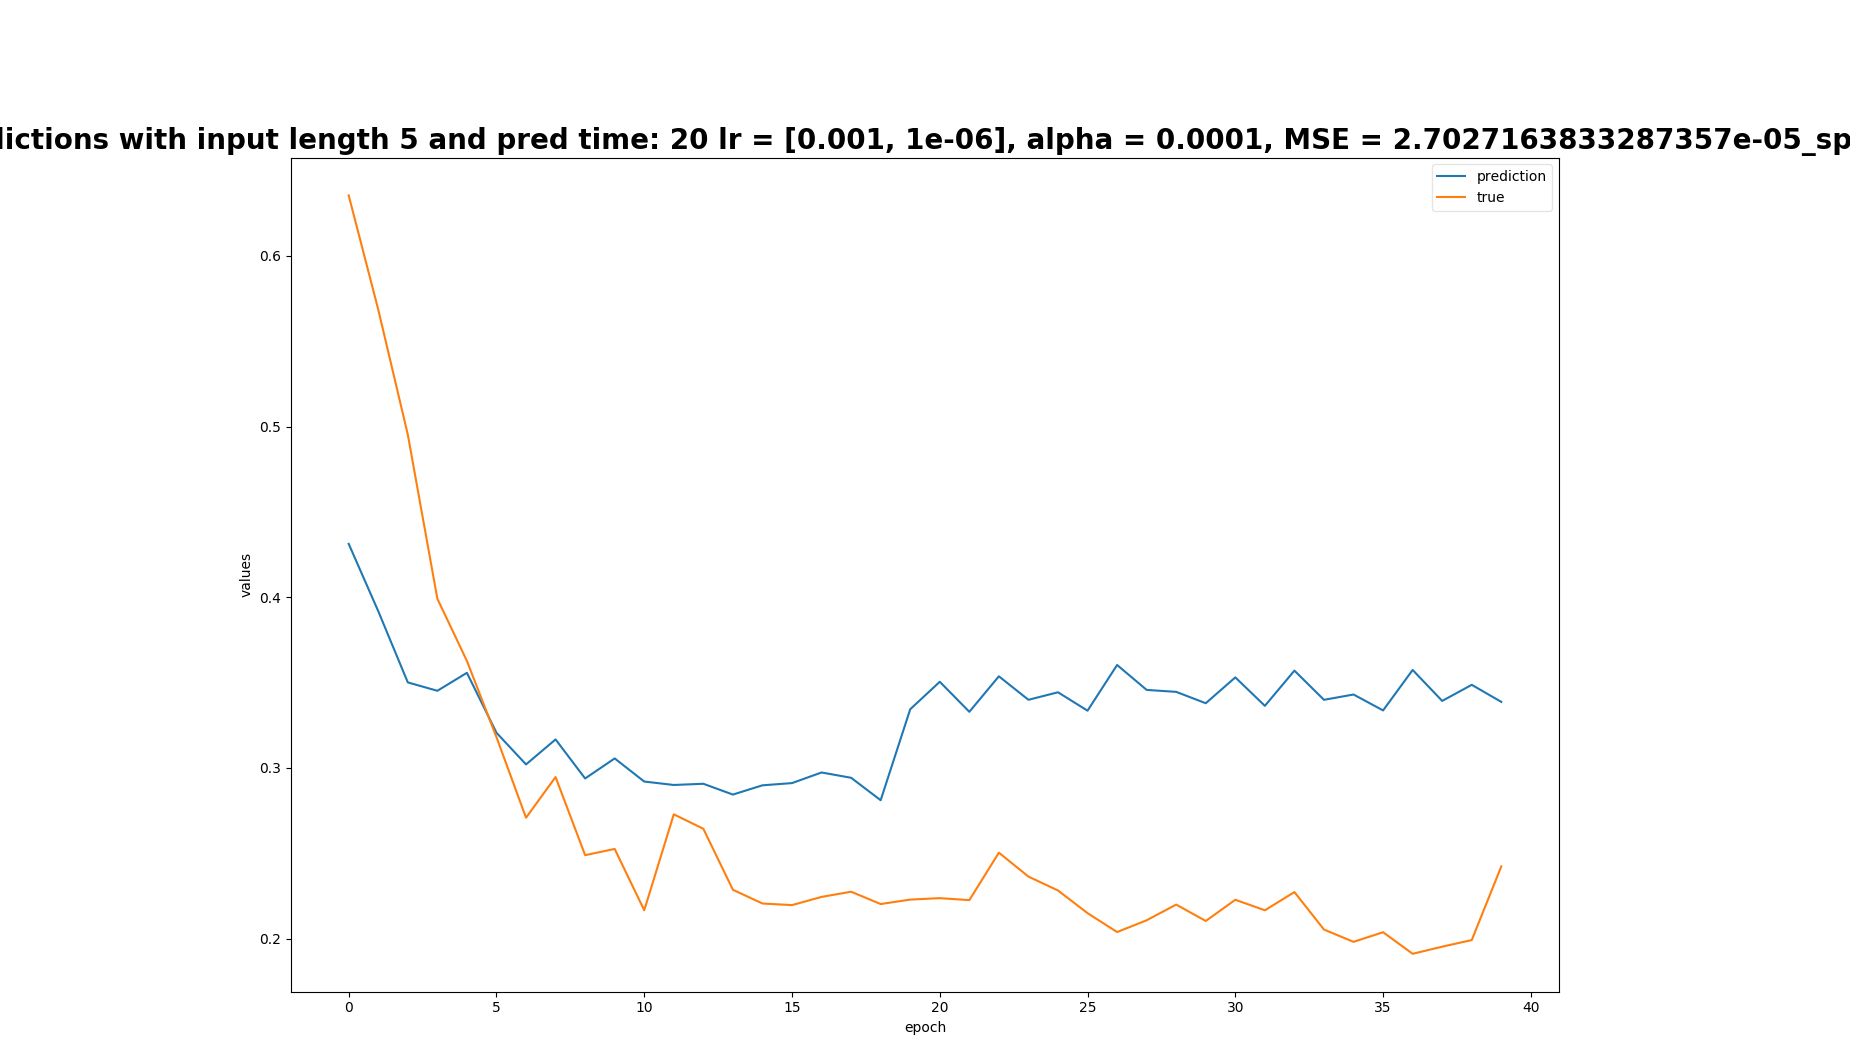 with input length 5 and pred time: 20 lr = [0.001, 1e-06], alpha = 0.0001, MSE = 2.7027163833287357e-05_sp
prediction
true
0.6
0.5
0.4
0.3
0.2
values
0 5 10 15 20 25 30 35 40
epoch